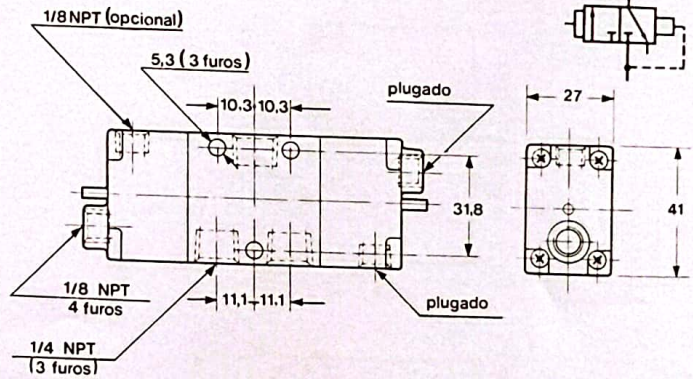 1/8 NPT (opcional)
5,3 (3 furos)
10,3 10,3
plugado
27
31,8
41
1/8 NPT
4 furos
11,1 11.1
plugado
1/4 NPT
(3 furos)